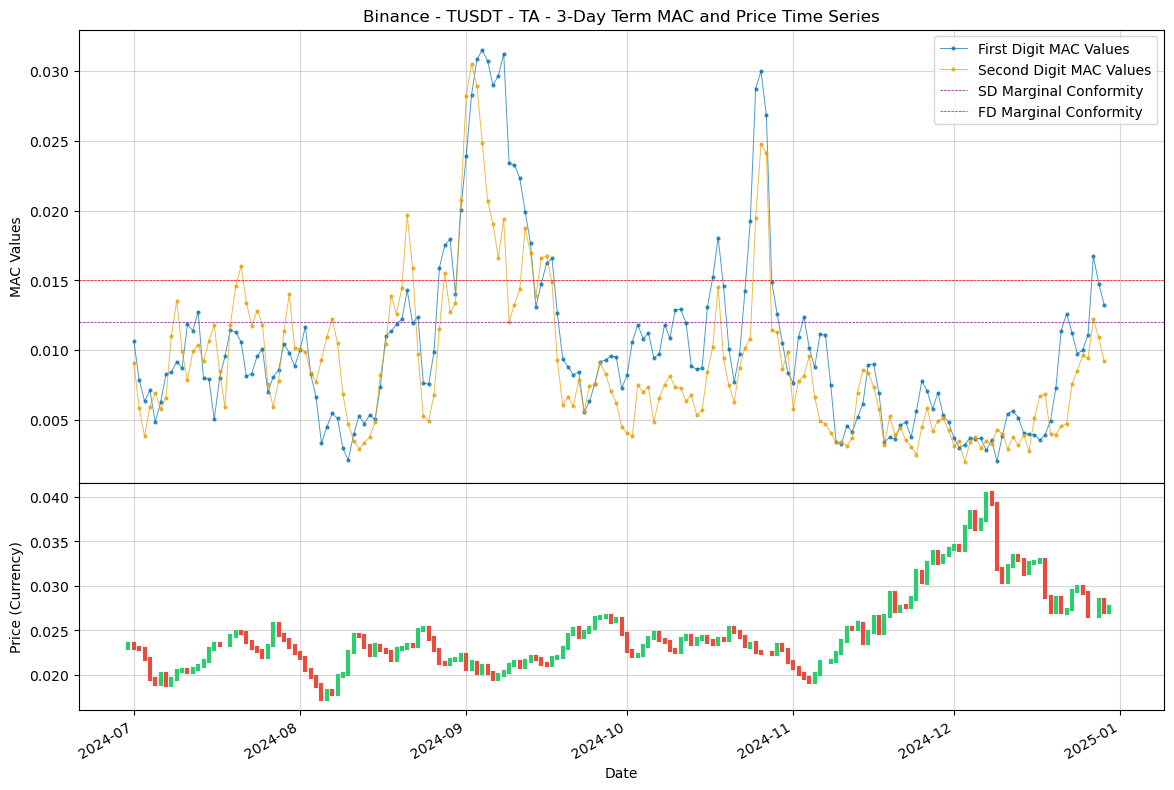 Binance - TUSDT - TA - 3-Day Term MAC and Price Time Series
First Digit MAC Values
Second Digit MAC Values
SD Marginal Conformity
FD Marginal Conformity
MAC Values
0.030
0.025
0.020
0.015
0.010
0.005
Price (Currency)
0.040
0.035
0.030
0.025
0.020
2024-07
2024-08
2024-09
2024-10
2024-11
2024-12
2025-01
Date